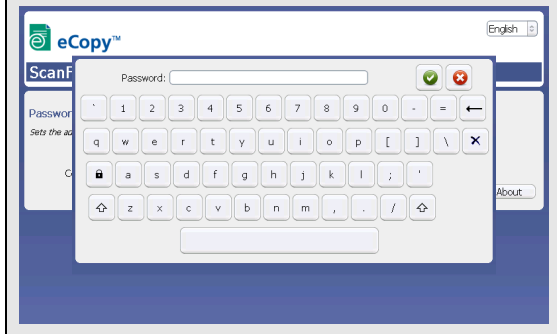 English
eCopy™
ScanF
Password:
` 1 2 3 4 5 6 7 8 9 0 - =
Passwor
Sets the ad
q w e r t y u i o p [ ] \
C
a s d f g h j k l ; '
About
z x c v b n m , . /